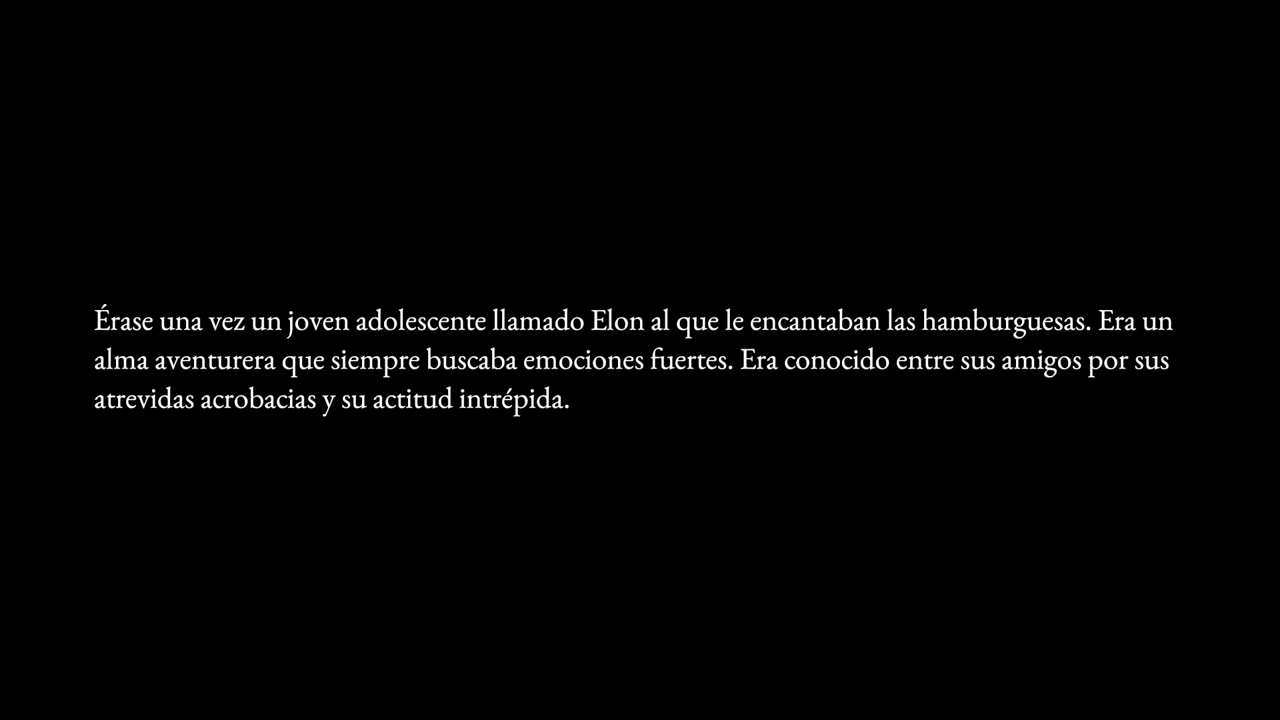 Érase una vez un joven adolescente llamado Elon al que le encantaban las hamburguesas. Era un
alma aventurera que siempre buscaba emociones fuertes. Era conocido entre sus amigos por sus
atrevidas acrobacias y su actitud intrépida.